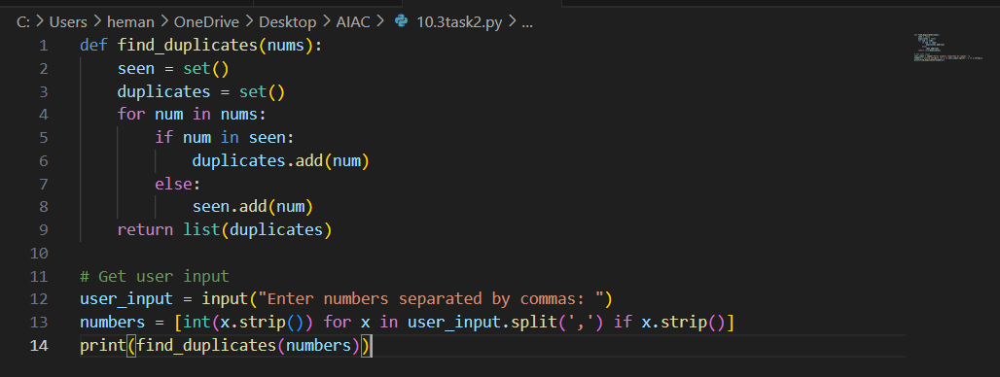 C: > Users > heman > OneDrive > Desktop > AIAC > 10.3task2.py > ...
1 def find_duplicates(nums):
2     seen = set()
3     duplicates = set()
4     for num in nums:
5         if num in seen:
6             duplicates.add(num)
7         else:
8             seen.add(num)
9     return list(duplicates)
10
11 # Get user input
12 user_input = input("Enter numbers separated by commas: ")
13 numbers = [int(x.strip()) for x in user_input.split(',') if x.strip()]
14 print(find_duplicates(numbers))